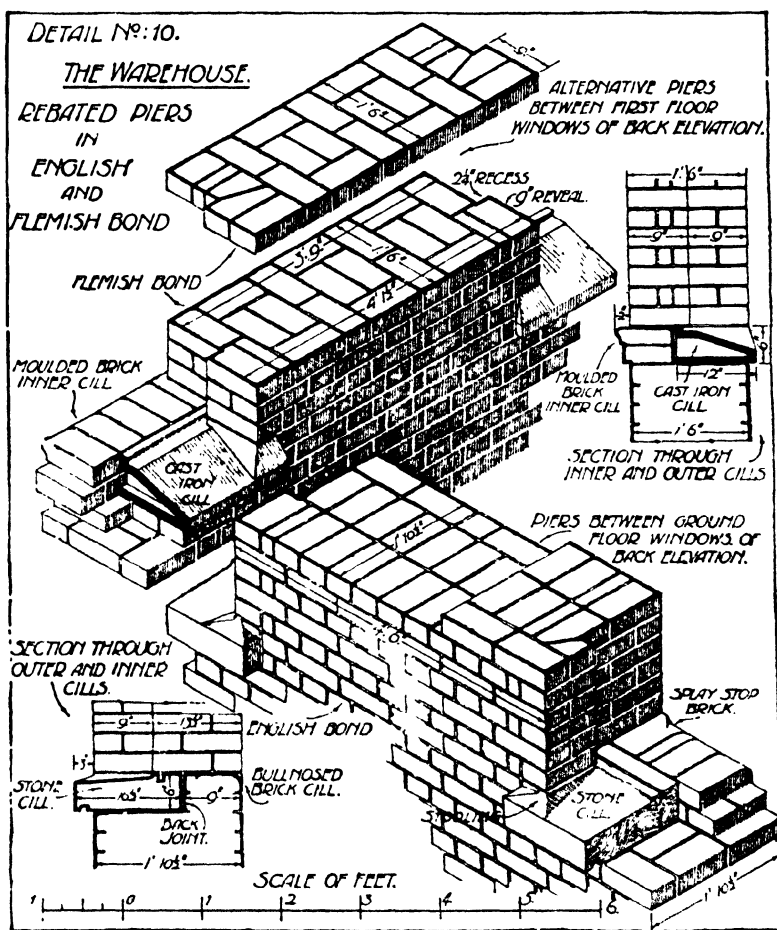 DETAIL Nº: 10.
THE WAREHOUSE.
REBATED PIERS
IN
ENGLISH
AND
FLEMISH BOND
9"
1' 6"
ALTERNATIVE PIERS
BETWEEN FIRST FLOOR
WINDOWS OF BACK ELEVATION.
2¼" RECESS
9" REVEAL.
FLEMISH BOND
3' 9"
1' 6"
4' 1½"
1' 6"
9" 9"
MOULDED
BRICK
INNER CILL
12"
CAST IRON
CILL
1' 6"
SECTION THROUGH
INNER AND OUTER CILLS
MOULDED BRICK
INNER CILL
CAST
IRON
CILL
1' 10½"
PIERS BETWEEN GROUND
FLOOR WINDOWS OF
BACK ELEVATION.
SECTION THROUGH
OUTER AND INNER
CILLS.
ENGLISH BOND
SPLAY STOP
BRICK.
9" 13½"
3"
STONE
CILL.
10½"
9"
BULLNOSED
BRICK CILL.
BACK
JOINT.
1' 10½"
STOOLING
STONE
CILL.
1' 10½"
SCALE OF FEET.
1 0 1 2 3 4 5 6